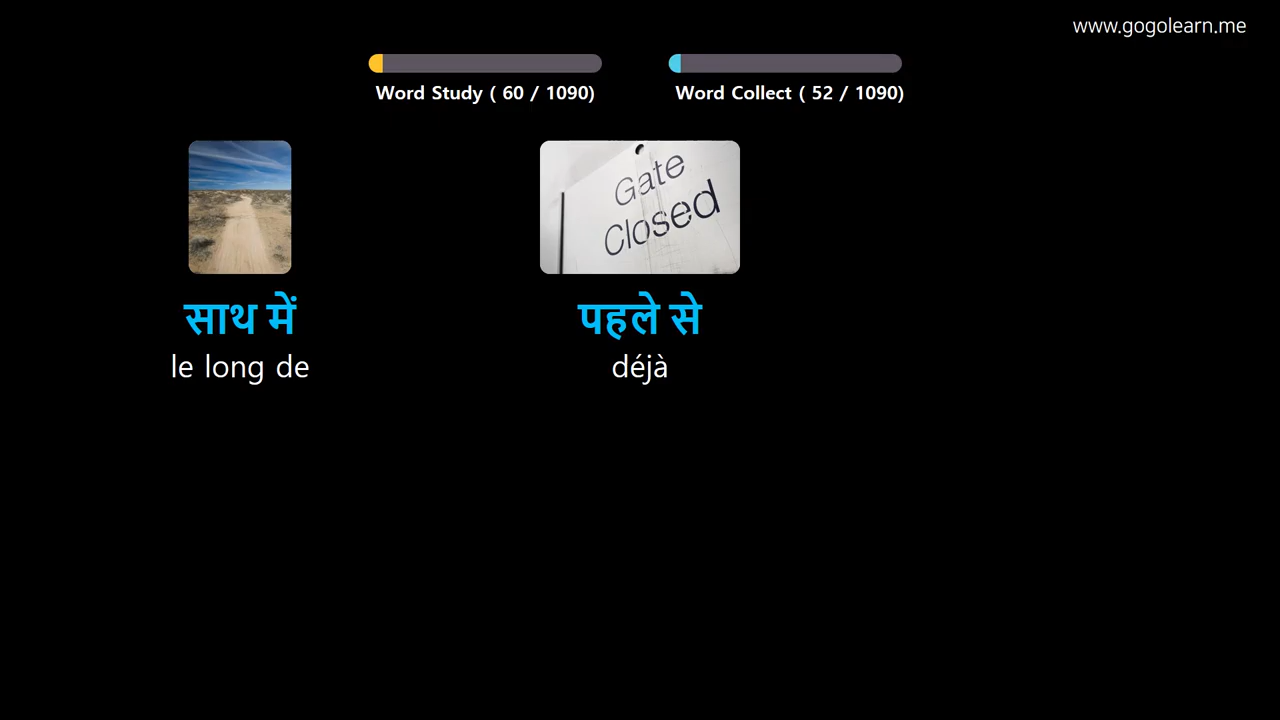 www.gogolearn.me
Word Study ( 60 / 1090)
Word Collect ( 52 / 1090)
Gate
Closed
साथ में
पहले से
le long de
déjà